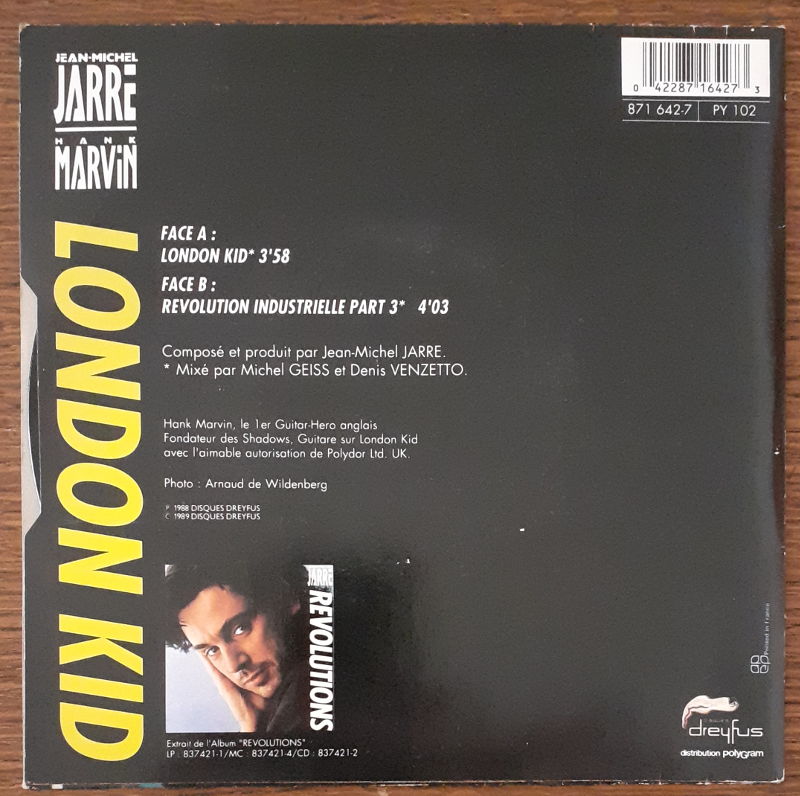 JEAN-MICHEL
JARRE
HANK
MARViN
LONDON KID
0 42287 16427 3
871 642-7 PY 102
FACE A :
LONDON KID* 3'58
FACE B :
REVOLUTION INDUSTRIELLE PART 3* 4'03
Composé et produit par Jean-Michel JARRE.
* Mixé par Michel GEISS et Denis VENZETTO.
Hank Marvin, le 1er Guitar-Hero anglais
Fondateur des Shadows, Guitare sur London Kid
avec l'aimable autorisation de Polydor Ltd. UK.
Photo : Arnaud de Wildenberg
P 1988 DISQUES DREYFUS
C 1989 DISQUES DREYFUS
JARRE
REVOLUTIONS
Extrait de l'Album "REVOLUTIONS"
LP : 837421-1/MC : 837421-4/CD : 837421-2
Printed in France
dreyfus
distribution polyGram